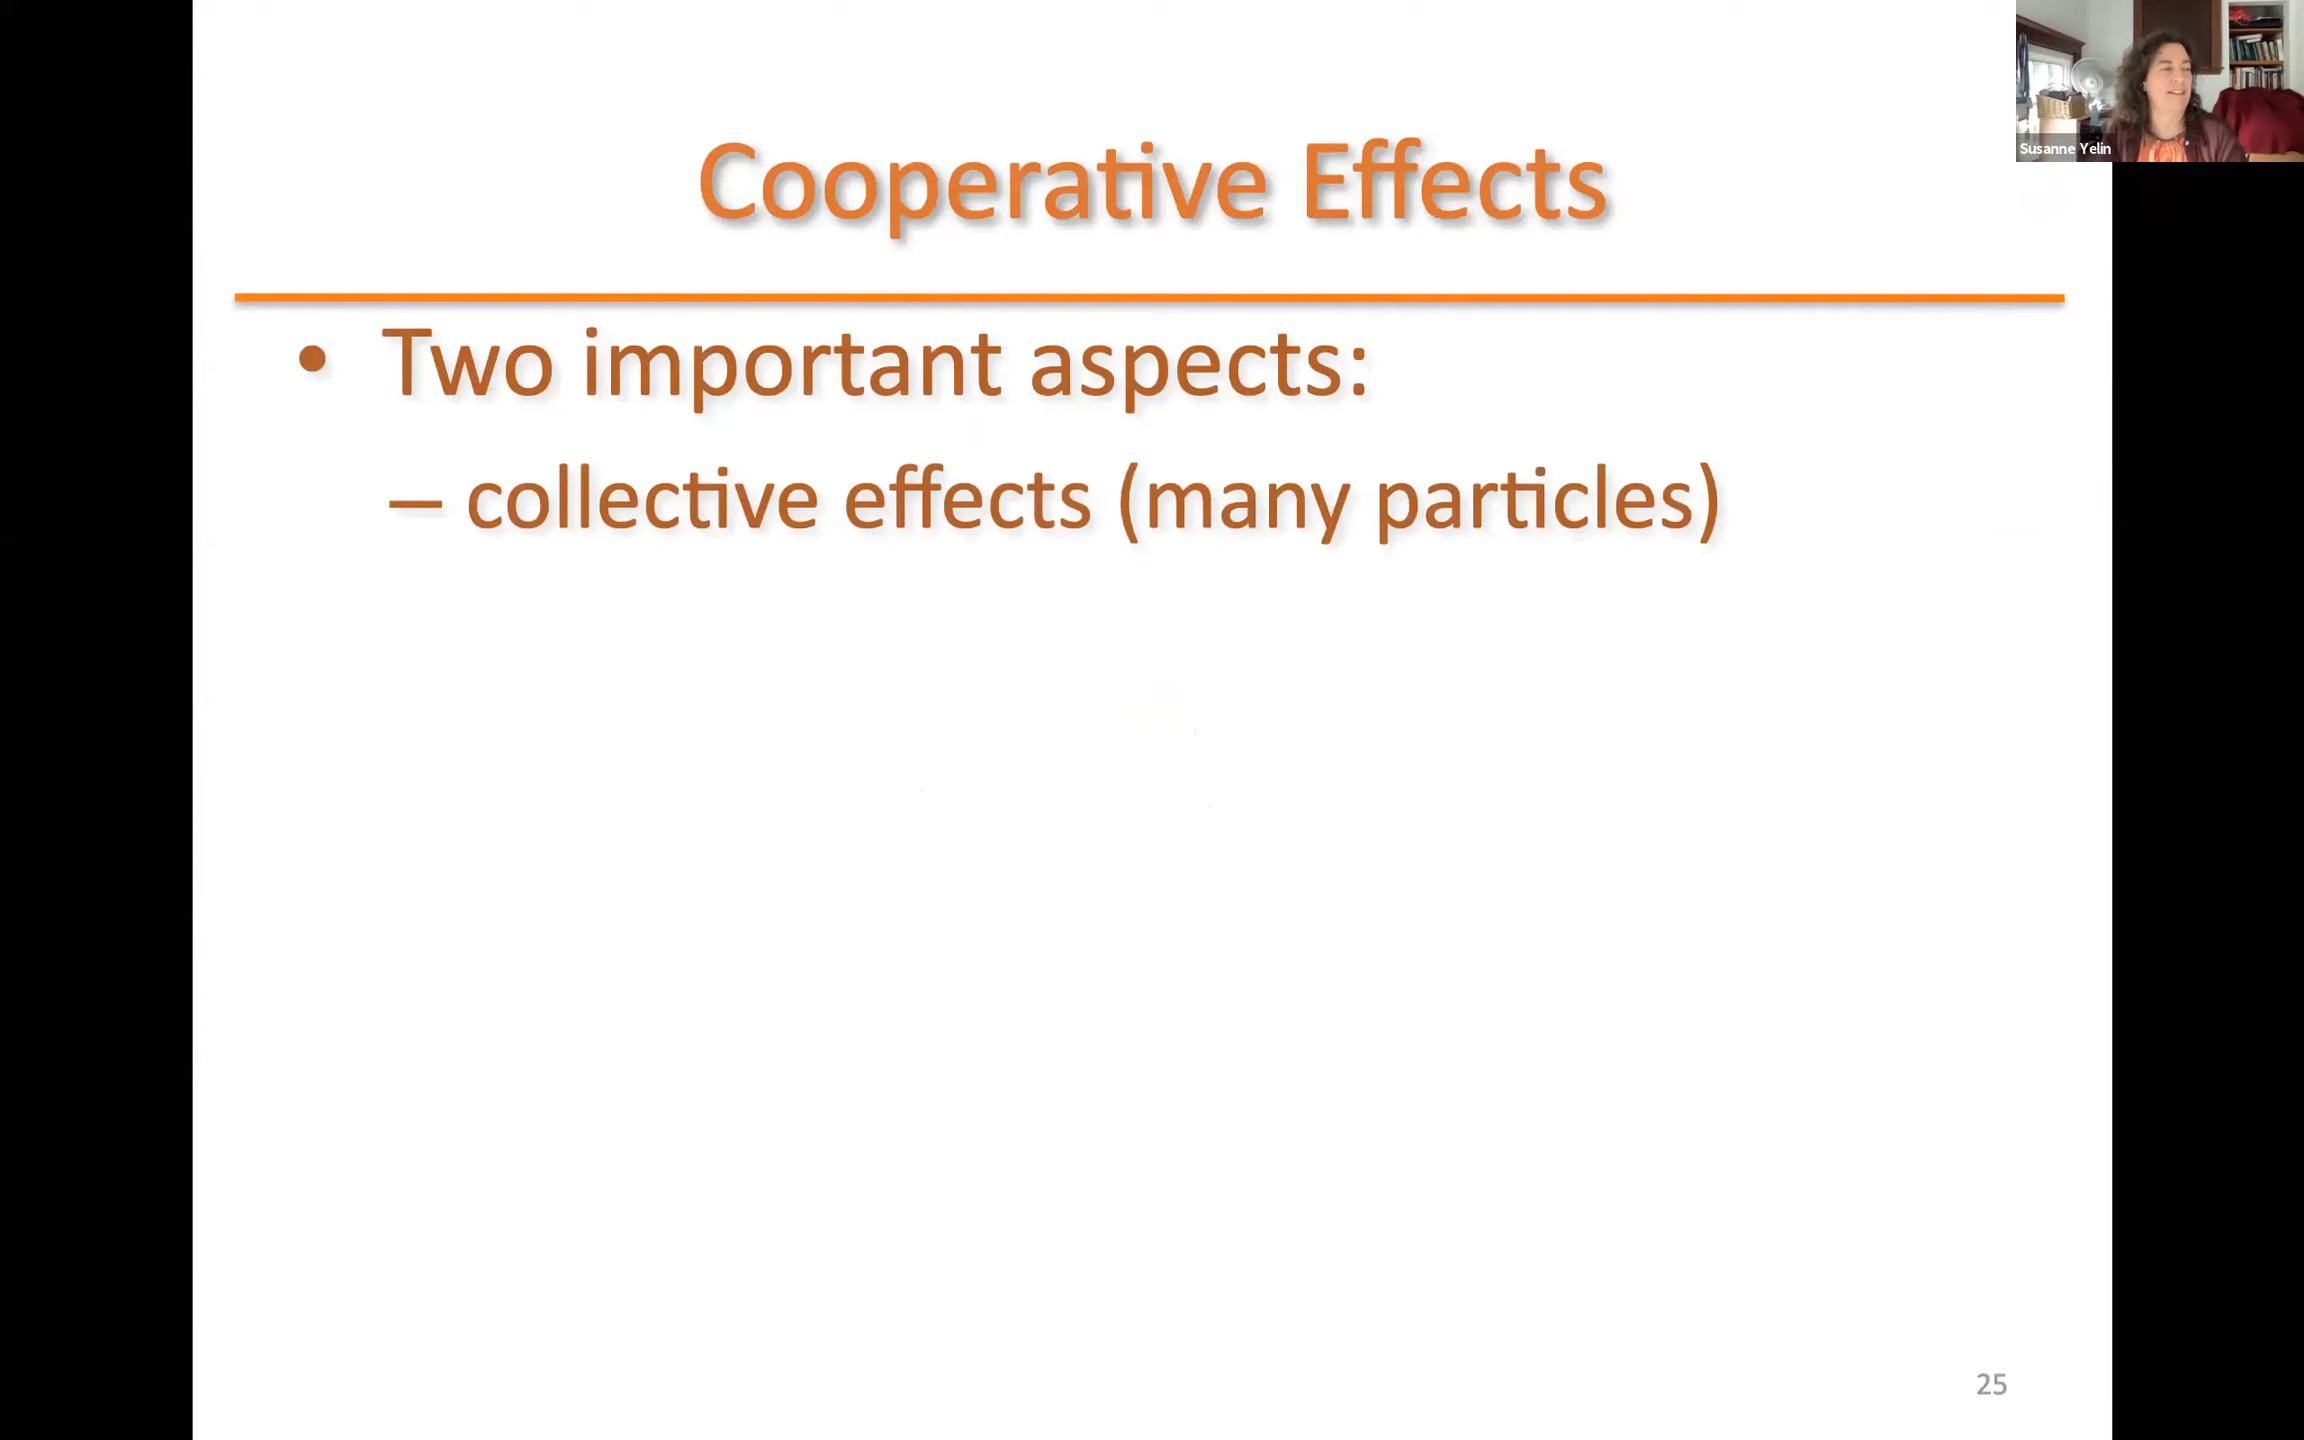 Susanne Yelin
Cooperative Effects
• Two important aspects:
– collective effects (many particles)
25